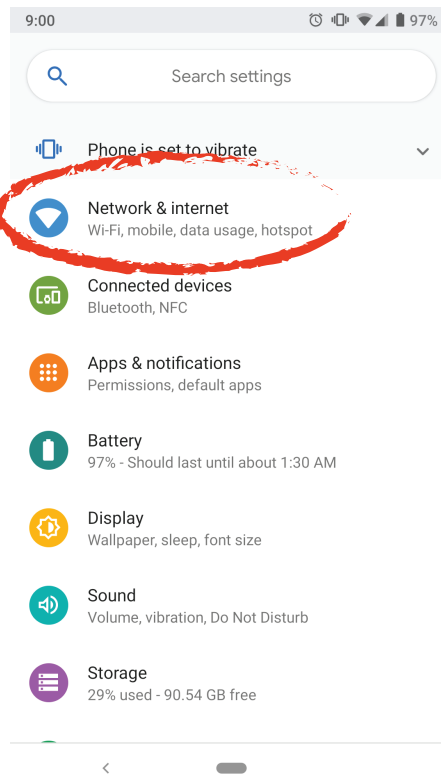 9:00
97%
Search settings
Phone is set to vibrate
Network & internet
Wi-Fi, mobile, data usage, hotspot
Connected devices
Bluetooth, NFC
Apps & notifications
Permissions, default apps
Battery
97% - Should last until about 1:30 AM
Display
Wallpaper, sleep, font size
Sound
Volume, vibration, Do Not Disturb
Storage
29% used - 90.54 GB free